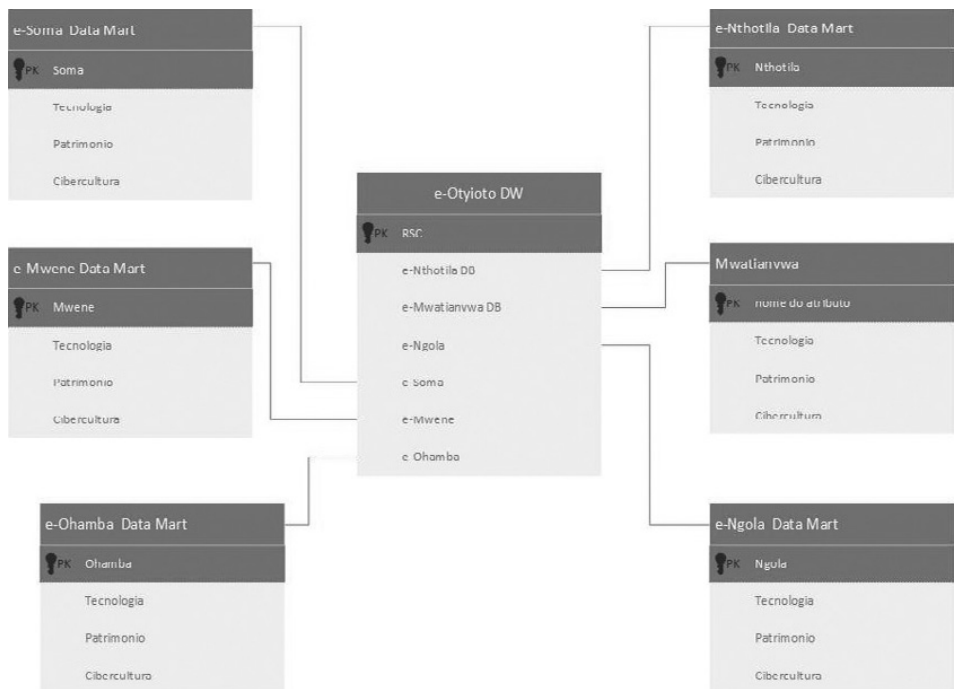 e-Soma Data Mart
PK Soma
Tecnologia
Patrimonio
Cibercultura
e-Mwene Data Mart
PK Mwene
Tecnologia
Patrimonio
Cibercultura
e-Ohamba Data Mart
PK Ohamba
Tecnologia
Patrimonio
Cibercultura
e-Otyioto DW
PK RSC
e-Nthotila DB
e-Mwatianvwa DB
e-Ngola
e-Soma
e-Mwene
e-Ohamba
e-Nthotila Data Mart
PK Nthotila
Tecnologia
Patrimonio
Cibercultura
Mwatianvwa
PK nome do atributo
Tecnologia
Patrimonio
Cibercultura
e-Ngola Data Mart
PK Ngola
Tecnologia
Patrimonio
Cibercultura